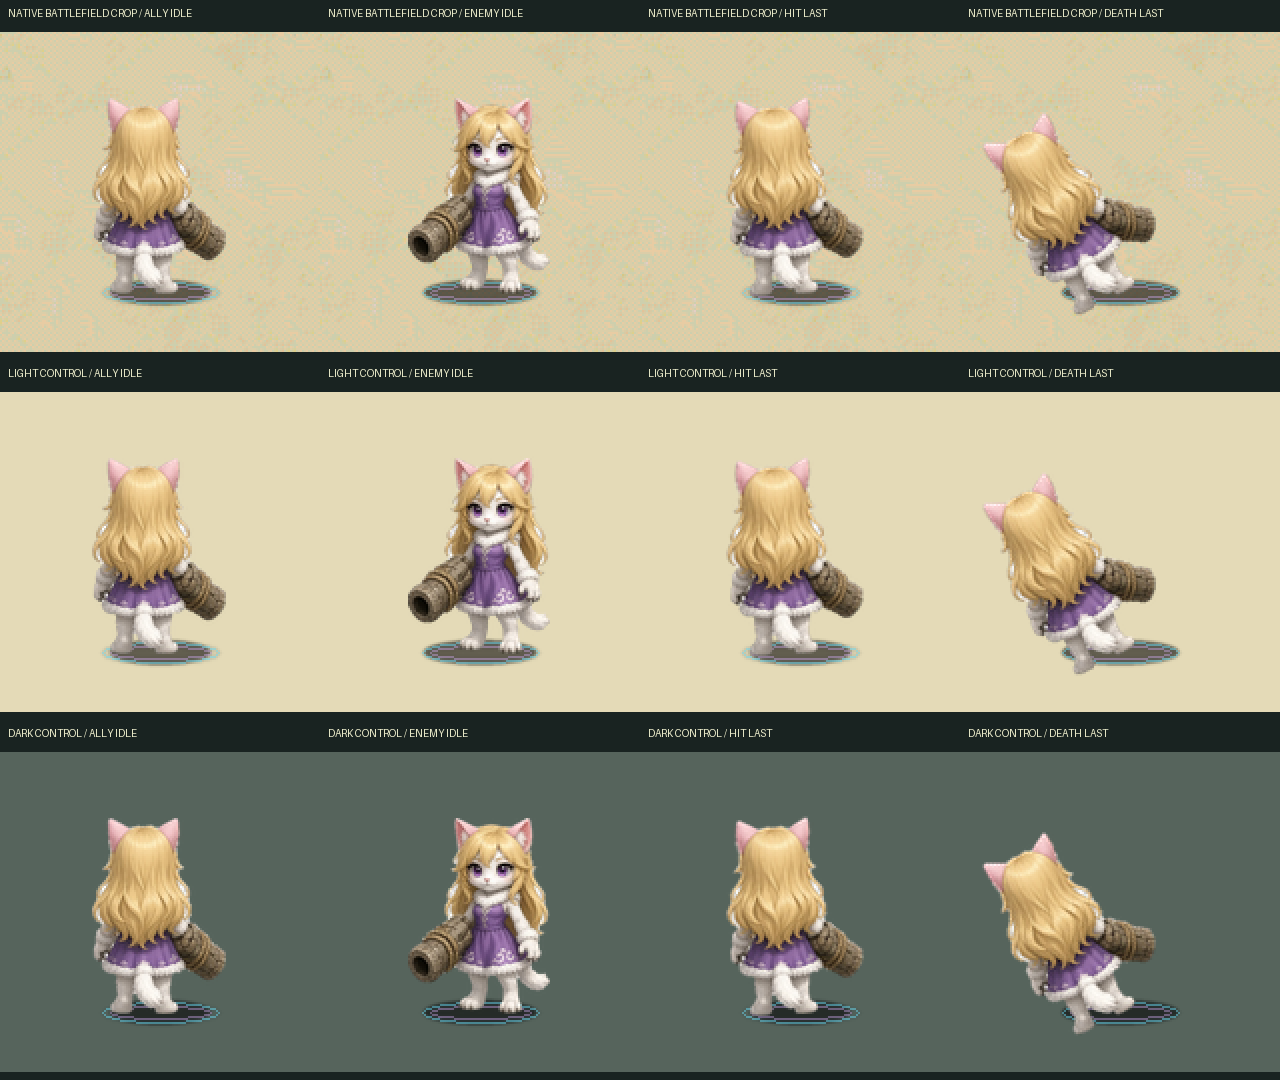 NATIVE BATTLEFIELD CROP / ALLY IDLE
NATIVE BATTLEFIELD CROP / ENEMY IDLE
NATIVE BATTLEFIELD CROP / HIT LAST
NATIVE BATTLEFIELD CROP / DEATH LAST
LIGHT CONTROL / ALLY IDLE
LIGHT CONTROL / ENEMY IDLE
LIGHT CONTROL / HIT LAST
LIGHT CONTROL / DEATH LAST
DARK CONTROL / ALLY IDLE
DARK CONTROL / ENEMY IDLE
DARK CONTROL / HIT LAST
DARK CONTROL / DEATH LAST